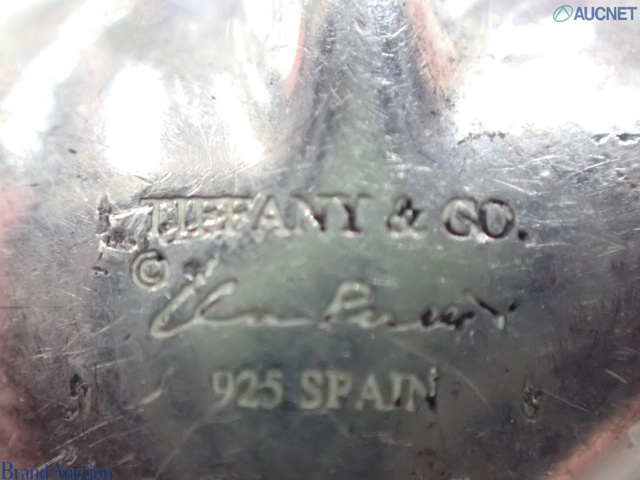 AUCNET
TIFFANY & CO.
©
925 SPAIN
Brand Auction